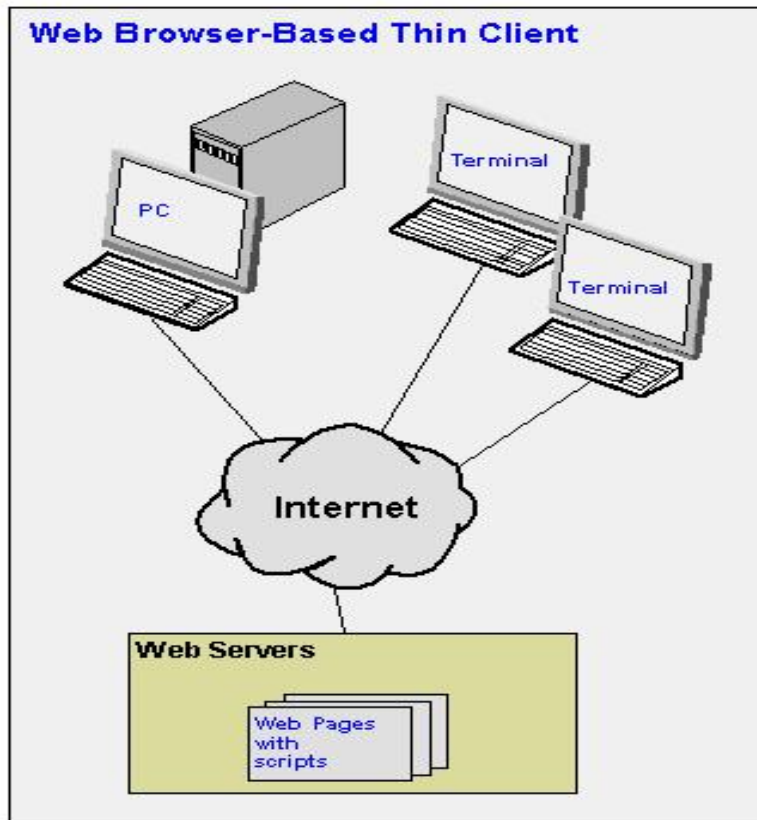 Web Browser-Based Thin Client
Terminal
PC
Terminal
Internet
Web Servers
Web Pages
with
scripts